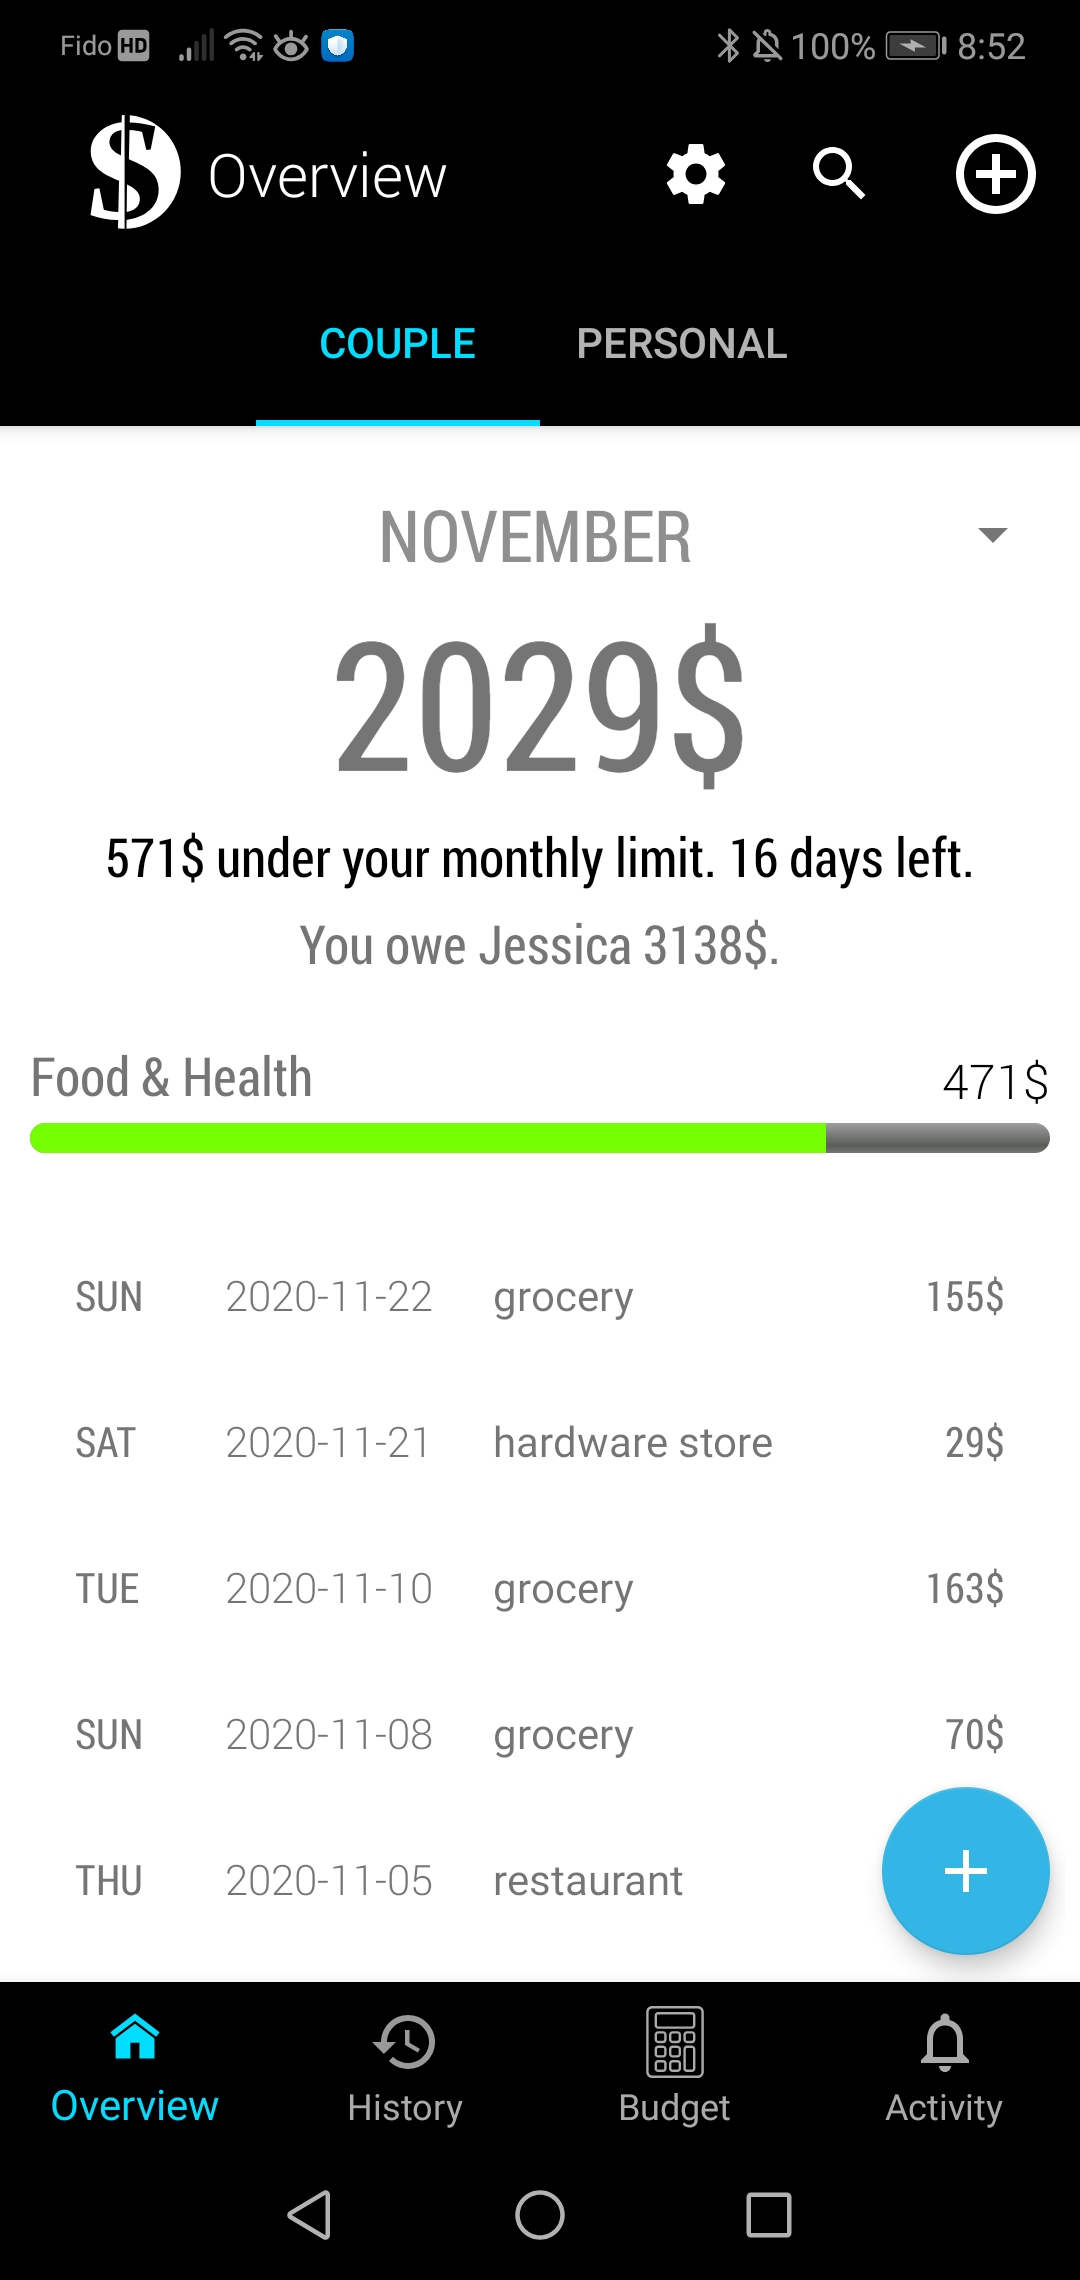 Fido HD 100% 8:52
$ Overview
COUPLE PERSONAL
NOVEMBER
2029$
571$ under your monthly limit. 16 days left.
You owe Jessica 3138$.
Food & Health 471$
SUN 2020-11-22 grocery 155$
SAT 2020-11-21 hardware store 29$
TUE 2020-11-10 grocery 163$
SUN 2020-11-08 grocery 70$
THU 2020-11-05 restaurant
Overview History Budget Activity